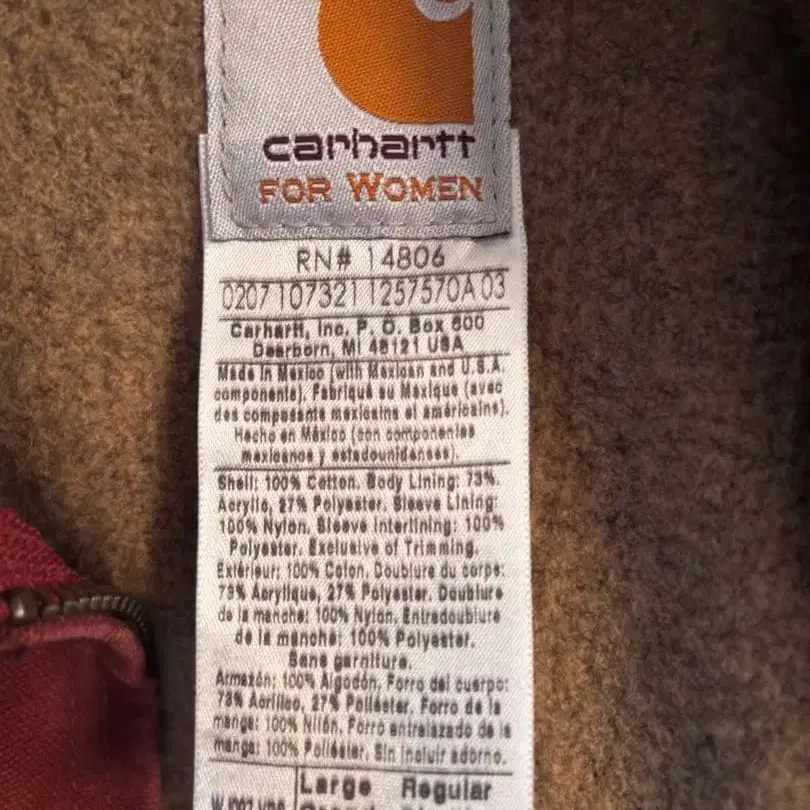 carhartt
FOR WOMEN
RN# 14806
0207107321 1257570A 03
Carhartt, Inc. P. O. Box 600
Dearborn, MI 48121 USA
Made in Mexico (with Mexican and U.S.A.
components). Fabriqué au Mexique (avec
des composants mexicains et américains).
Hecho en México (con componentes
mexicanos y estadounidenses).
Shell: 100% Cotton. Body Lining: 73%.
Acrylic, 27% Polyester. Sleeve Lining:
100% Nylon. Sleeve Interlining: 100%
Polyester. Exclusive of Trimming.
Extérieur: 100% Coton. Doublure du corps:
73% Acrylique, 27% Polyester. Doublure
de la manche: 100% Nylon. Entredoublure
de la manche: 100% Polyester.
Sans garniture.
Armazón: 100% Algodón. Forro del cuerpo:
73% Acrílico, 27% Poliéster. Forro de la
manga: 100% Nilón. Forro entrelazado de la
manga: 100% Poliéster. Sin incluir adorno.
Large Regular